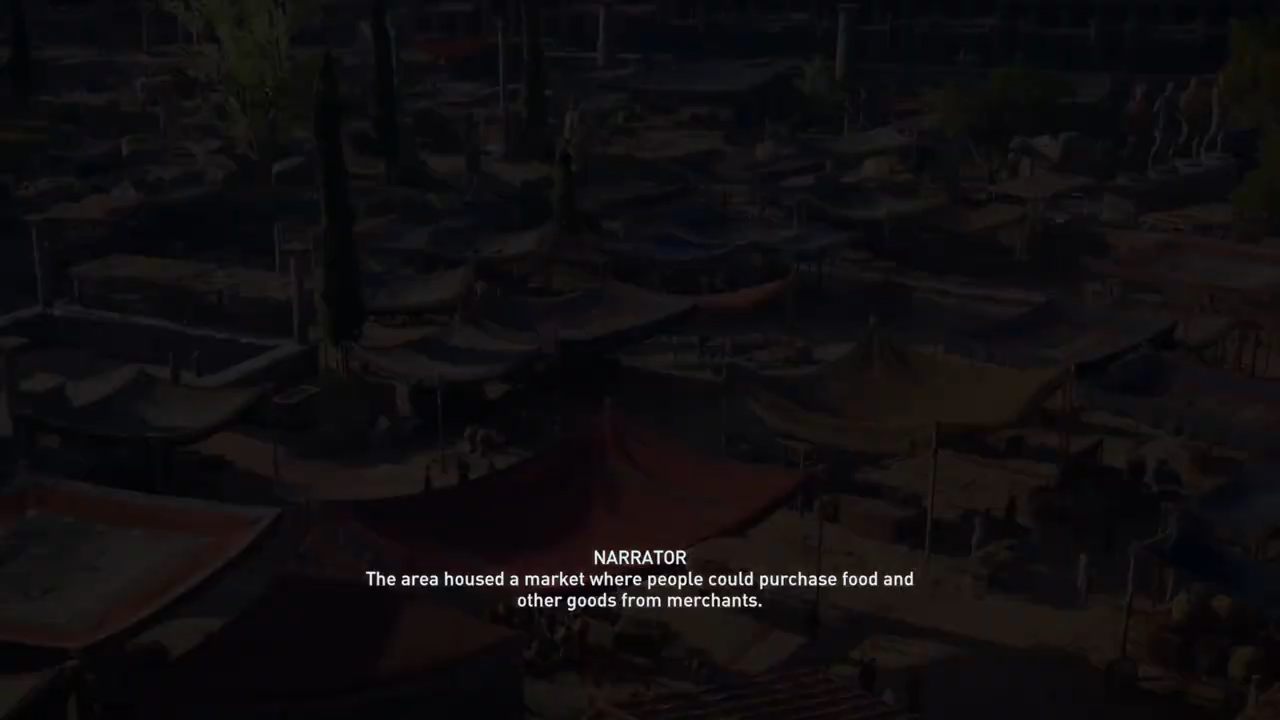 NARRATOR
The area housed a market where people could purchase food and
other goods from merchants.